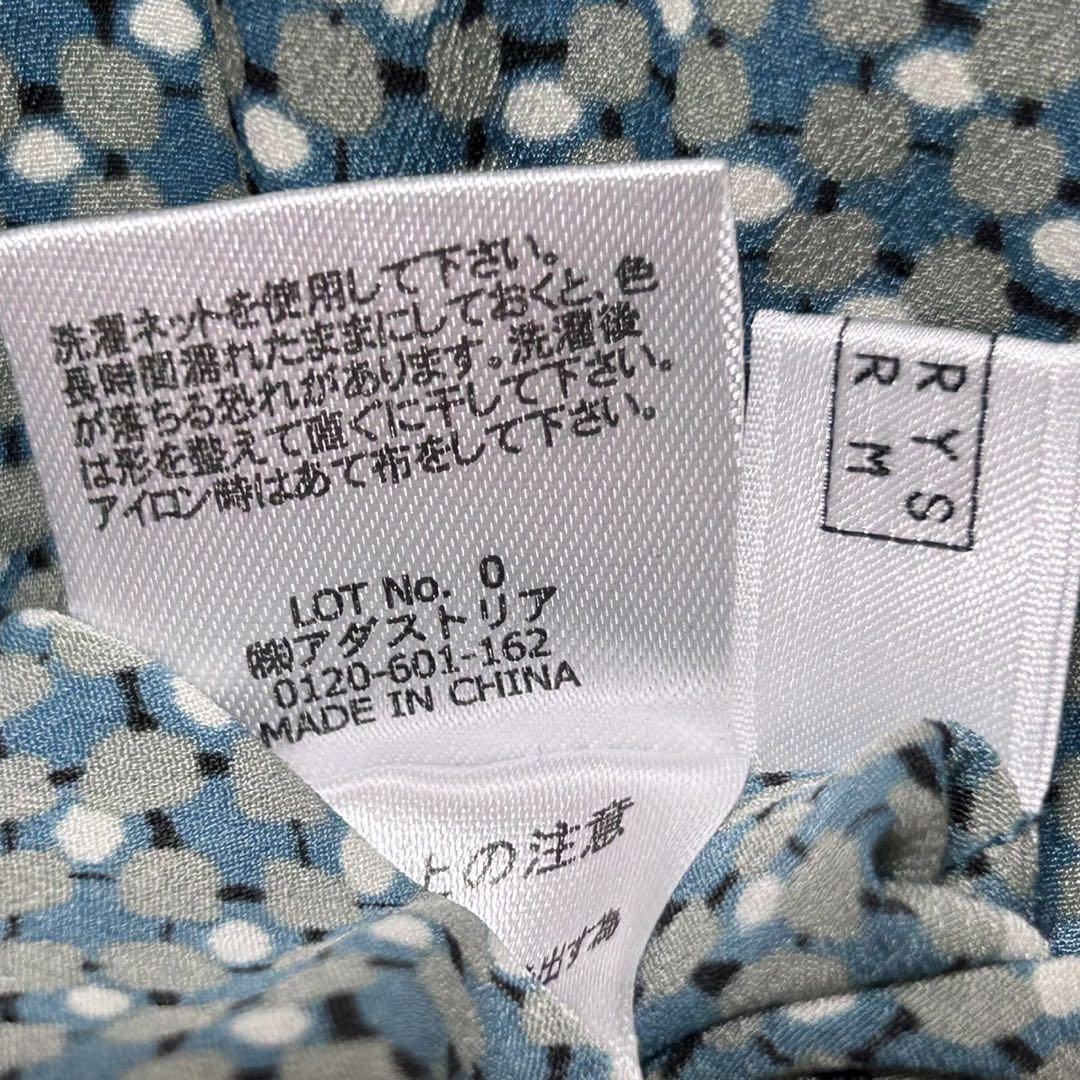 洗濯ネットを使用して下さい。
長時間濡れたままにしておくと、色
が落ちる恐れがあります。洗濯後
は形を整えて直ぐに干して下さい。
アイロン時はあて布をして下さい。
LOT No. 0
㈱アダストリア
0120-601-162
MADE IN CHINA
上の注意
出す為
RYS
RM